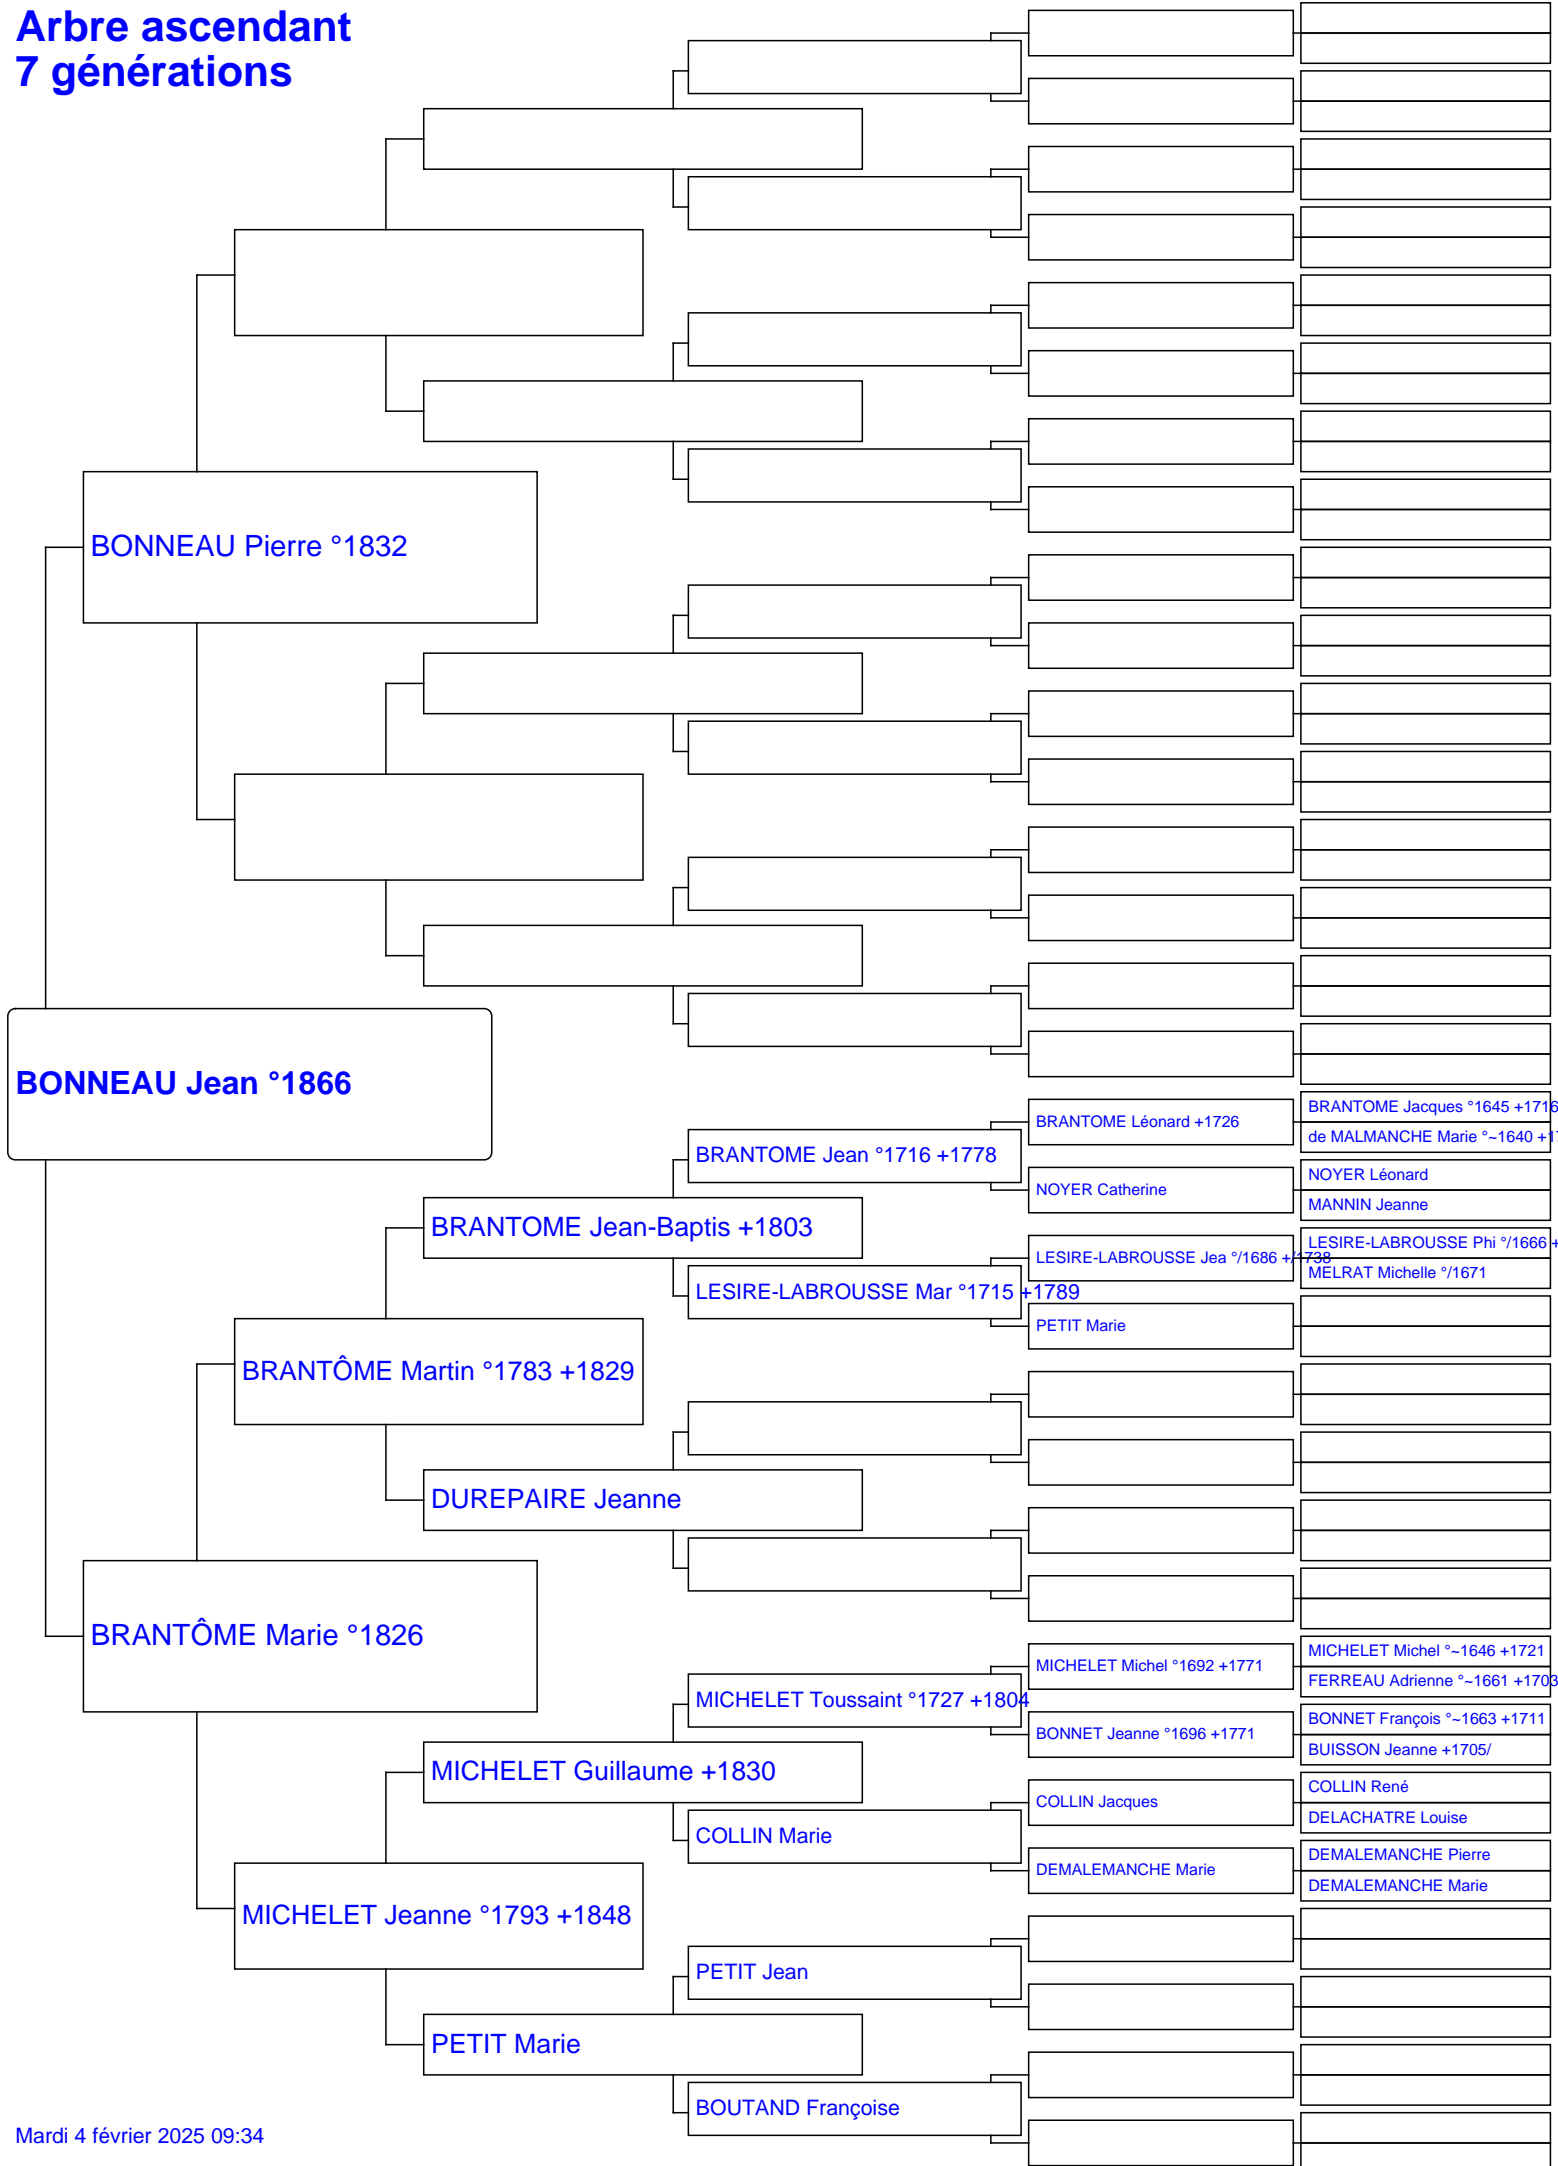 Arbre ascendant
7 générations
BONNEAU Pierre °1832
BONNEAU Jean °1866
BRANTOME Jacques °1645 +1716
BRANTOME Léonard +1726
de MALMANCHE Marie °~1640 +1
BRANTOME Jean °1716 +1778
NOYER Léonard
NOYER Catherine
MANNIN Jeanne
BRANTOME Jean-Baptis +1803
LESIRE-LABROUSSE Phi °/1666 +
LESIRE-LABROUSSE Jea °/1686 +/1738
MELRAT Michelle °/1671
LESIRE-LABROUSSE Mar °1715 +1789
PETIT Marie
BRANTÔME Martin °1783 +1829
DUREPAIRE Jeanne
BRANTÔME Marie °1826
MICHELET Michel °~1646 +1721
MICHELET Michel °1692 +1771
FERREAU Adrienne °~1661 +1703
MICHELET Toussaint °1727 +1804
BONNET François °~1663 +1711
BONNET Jeanne °1696 +1771
BUISSON Jeanne +1705/
MICHELET Guillaume +1830
COLLIN René
COLLIN Jacques
DELACHATRE Louise
COLLIN Marie
DEMALEMANCHE Pierre
DEMALEMANCHE Marie
DEMALEMANCHE Marie
MICHELET Jeanne °1793 +1848
PETIT Jean
PETIT Marie
BOUTAND Françoise
Mardi 4 février 2025 09:34